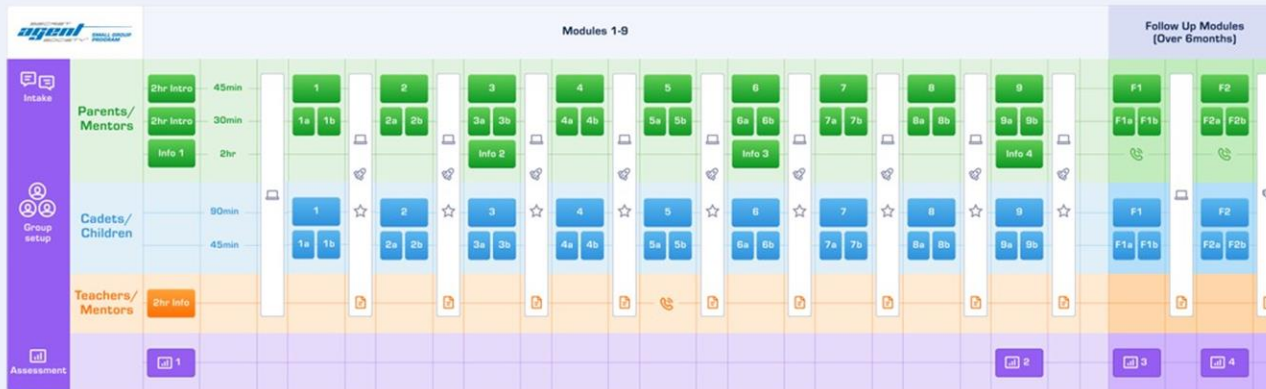 SECRET
agent
SOCIETY
SMALL GROUP
PROGRAM
Modules 1-9
Follow Up Modules
(Over 6months)
Intake
Parents/
Mentors
2hr Intro 45min 1 2 3 4 5 6 7 8 9 F1 F2
2hr Intro 30min 1a 1b 2a 2b 3a 3b 4a 4b 5a 5b 6a 6b 7a 7b 8a 8b 9a 9b F1a F1b F2a F2b
Info 1 2hr Info 2 Info 3 Info 4
Group
setup
Cadets/
Children
90min 1 2 3 4 5 6 7 8 9 F1 F2
45min 1a 1b 2a 2b 3a 3b 4a 4b 5a 5b 6a 6b 7a 7b 8a 8b 9a 9b F1a F1b F2a F2b
Teachers/
Mentors
2hr Info
Assessment
1 2 3 4